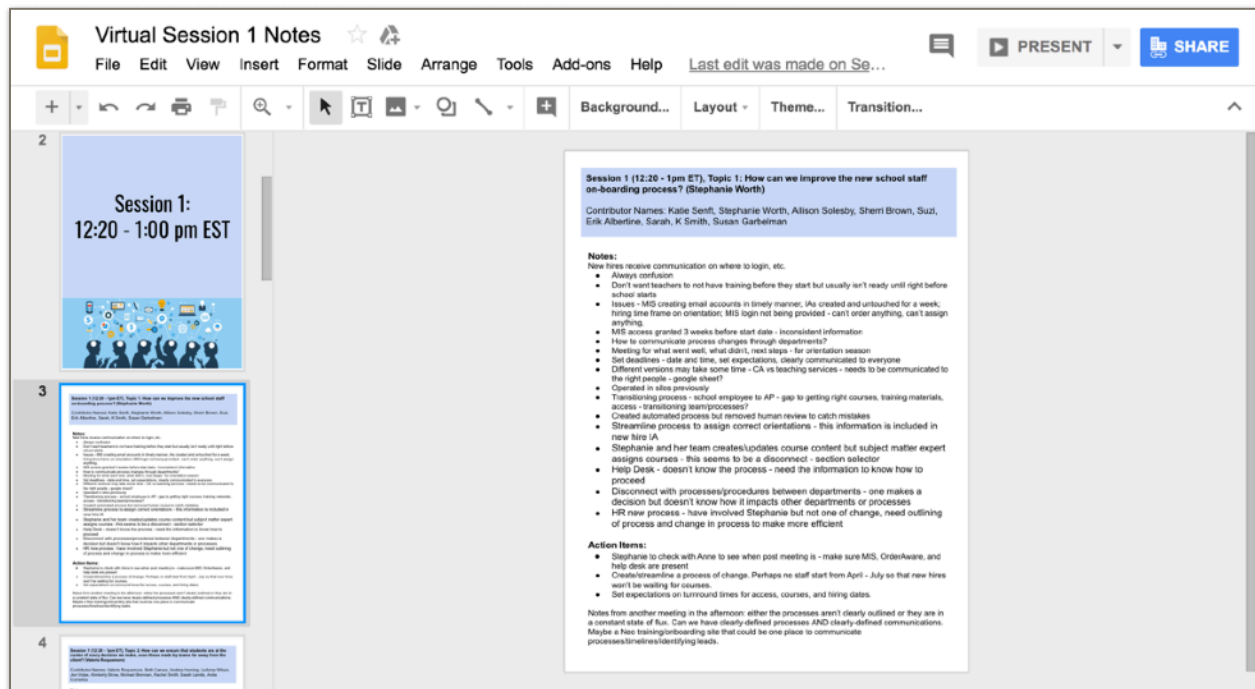 Virtual Session 1 Notes
File Edit View Insert Format Slide Arrange Tools Add-ons Help Last edit was made on Se...
PRESENT
SHARE
Background... Layout Theme... Transition...
2
Session 1:
12:20 - 1:00 pm EST
3
4
Session 1 (12:20 - 1pm ET), Topic 1: How can we improve the new school staff
on-boarding process? (Stephanie Worth)
Contributor Names: Katie Senft, Stephanie Worth, Allison Solesby, Sherri Brown, Suzi,
Erik Albertine, Sarah, K Smith, Susan Garbelman
Notes:
New hires receive communication on where to login, etc.
● Always confusion
● Don't want teachers to not have training before they start but usually isn't ready until right before
school starts
● Issues - MIS creating email accounts in timely manner, IAs created and untouched for a week;
hiring time frame on orientation; MIS login not being provided - can't order anything, can't assign
anything,
● MIS access granted 3 weeks before start date - inconsistent information
● How to communicate process changes through departments?
● Meeting for what went well, what didn't, next steps - for orientation season
● Set deadlines - date and time, set expectations, clearly communicated to everyone
● Different versions may take some time - CA vs teaching services - needs to be communicated to
the right people - google sheet?
● Operated in silos previously
● Transitioning process - school employee to AP - gap to getting right courses, training materials,
access - transitioning team/processes?
● Created automated process but removed human review to catch mistakes
● Streamline process to assign correct orientations - this information is included in
new hire IA
● Stephanie and her team creates/updates course content but subject matter expert
assigns courses - this seems to be a disconnect - section selector
● Help Desk - doesn't know the process - need the information to know how to
proceed
● Disconnect with processes/procedures between departments - one makes a
decision but doesn't know how it impacts other departments or processes
● HR new process - have involved Stephanie but not one of change, need outlining
of process and change in process to make more efficient
Action Items:
● Stephanie to check with Anne to see when post meeting is - make sure MIS, OrderAware, and
help desk are present
● Create/streamline a process of change. Perhaps no staff start from April - July so that new hires
won't be waiting for courses.
● Set expectations on turnround times for access, courses, and hiring dates.
Notes from another meeting in the afternoon: either the processes aren't clearly outlined or they are in
a constant state of flux. Can we have clearly-defined processes AND clearly-defined communications.
Maybe a Neo training/onboarding site that could be one place to communicate
processes/timelines/identifying leads.